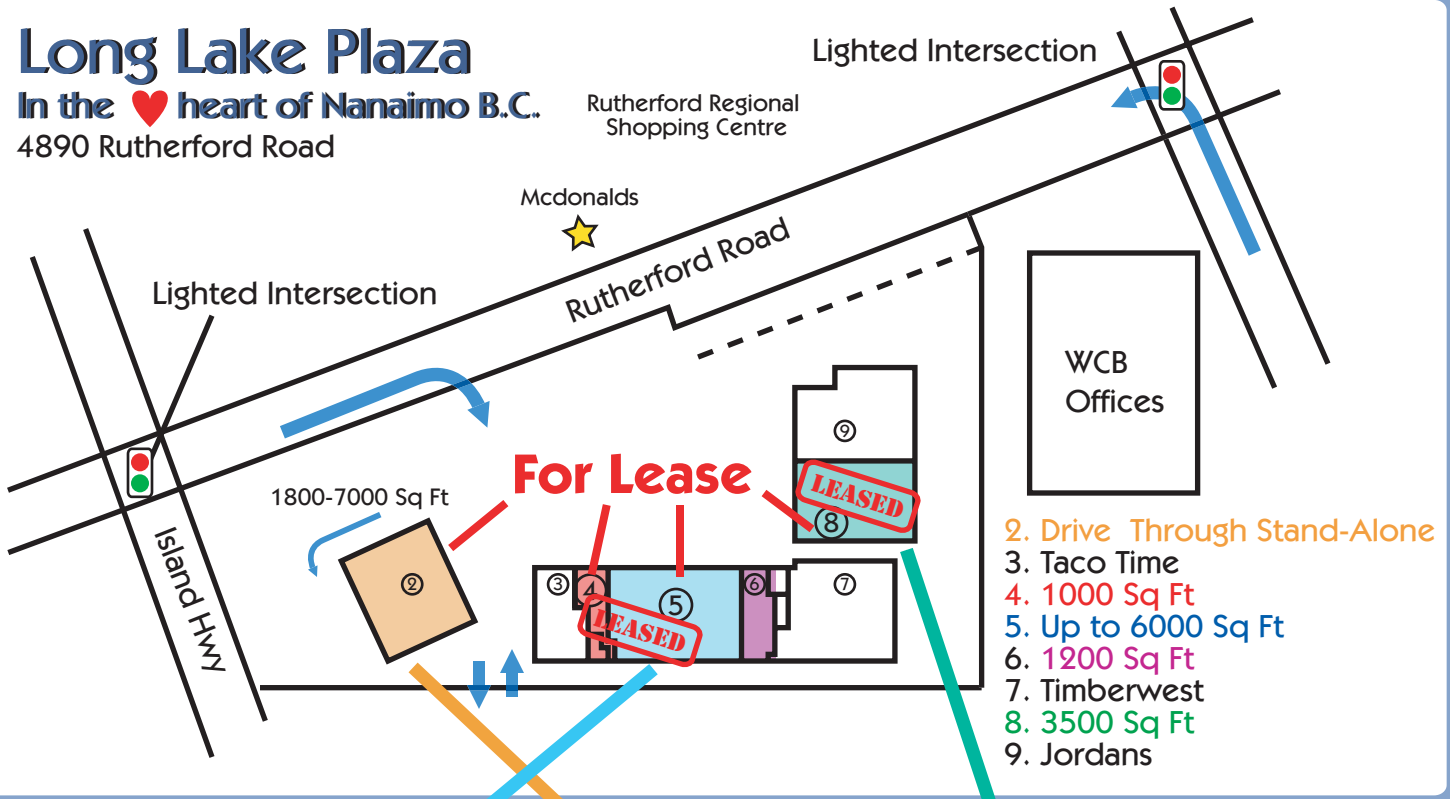 Long Lake Plaza
In the heart of Nanaimo B.C.
4890 Rutherford Road
Lighted Intersection
Rutherford Regional
Shopping Centre
Mcdonalds
Rutherford Road
Lighted Intersection
WCB
Offices
For Lease
1800-7000 Sq Ft
Island Hwy
9
LEASED
8
2
3
4
5
6
7
LEASED
2. Drive Through Stand-Alone
3. Taco Time
4. 1000 Sq Ft
5. Up to 6000 Sq Ft
6. 1200 Sq Ft
7. Timberwest
8. 3500 Sq Ft
9. Jordans